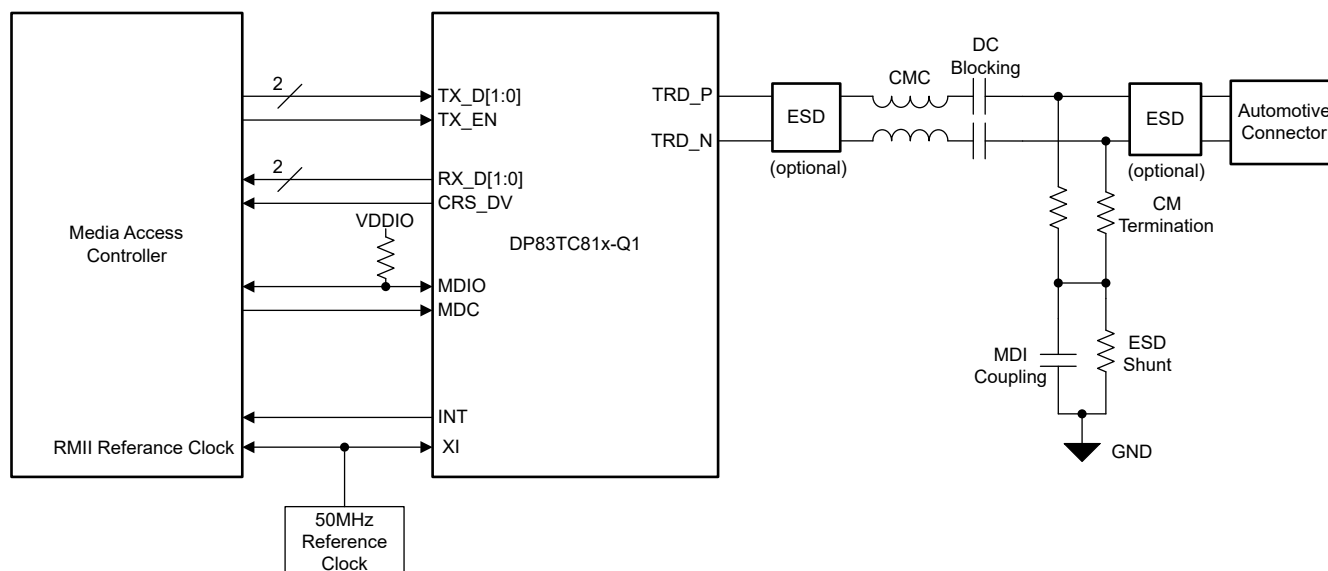 Media Access
Controller
RMII Referance Clock
2
2
VDDIO
50MHz
Reference
Clock
TX_D[1:0]
TX_EN
RX_D[1:0]
CRS_DV
MDIO
MDC
INT
XI
DP83TC81x-Q1
TRD_P
TRD_N
ESD
(optional)
CMC
DC
Blocking
ESD
(optional)
Automotive
Connector
CM
Termination
MDI
Coupling
ESD
Shunt
GND